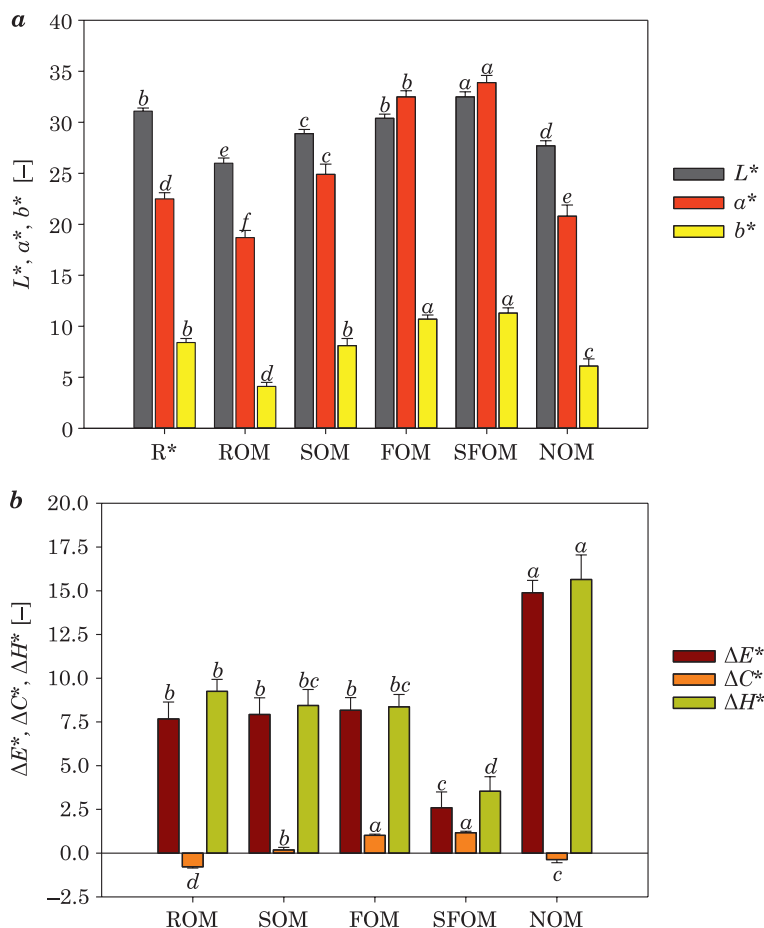 a
L*, a*, b* [–]
40
35
30
25
20
15
10
5
0
b
d
b
e
f
d
c
c
b
b
b
a
a
a
a
d
e
c
R* ROM SOM FOM SFOM NOM
L*
a*
b*
b
ΔE*, ΔC*, ΔH* [–]
20.0
17.5
15.0
12.5
10.0
7.5
5.0
2.5
0.0
−2.5
b
d
b
b
b
bc
b
a
bc
c
a
d
a
c
a
ROM SOM FOM SFOM NOM
ΔE*
ΔC*
ΔH*